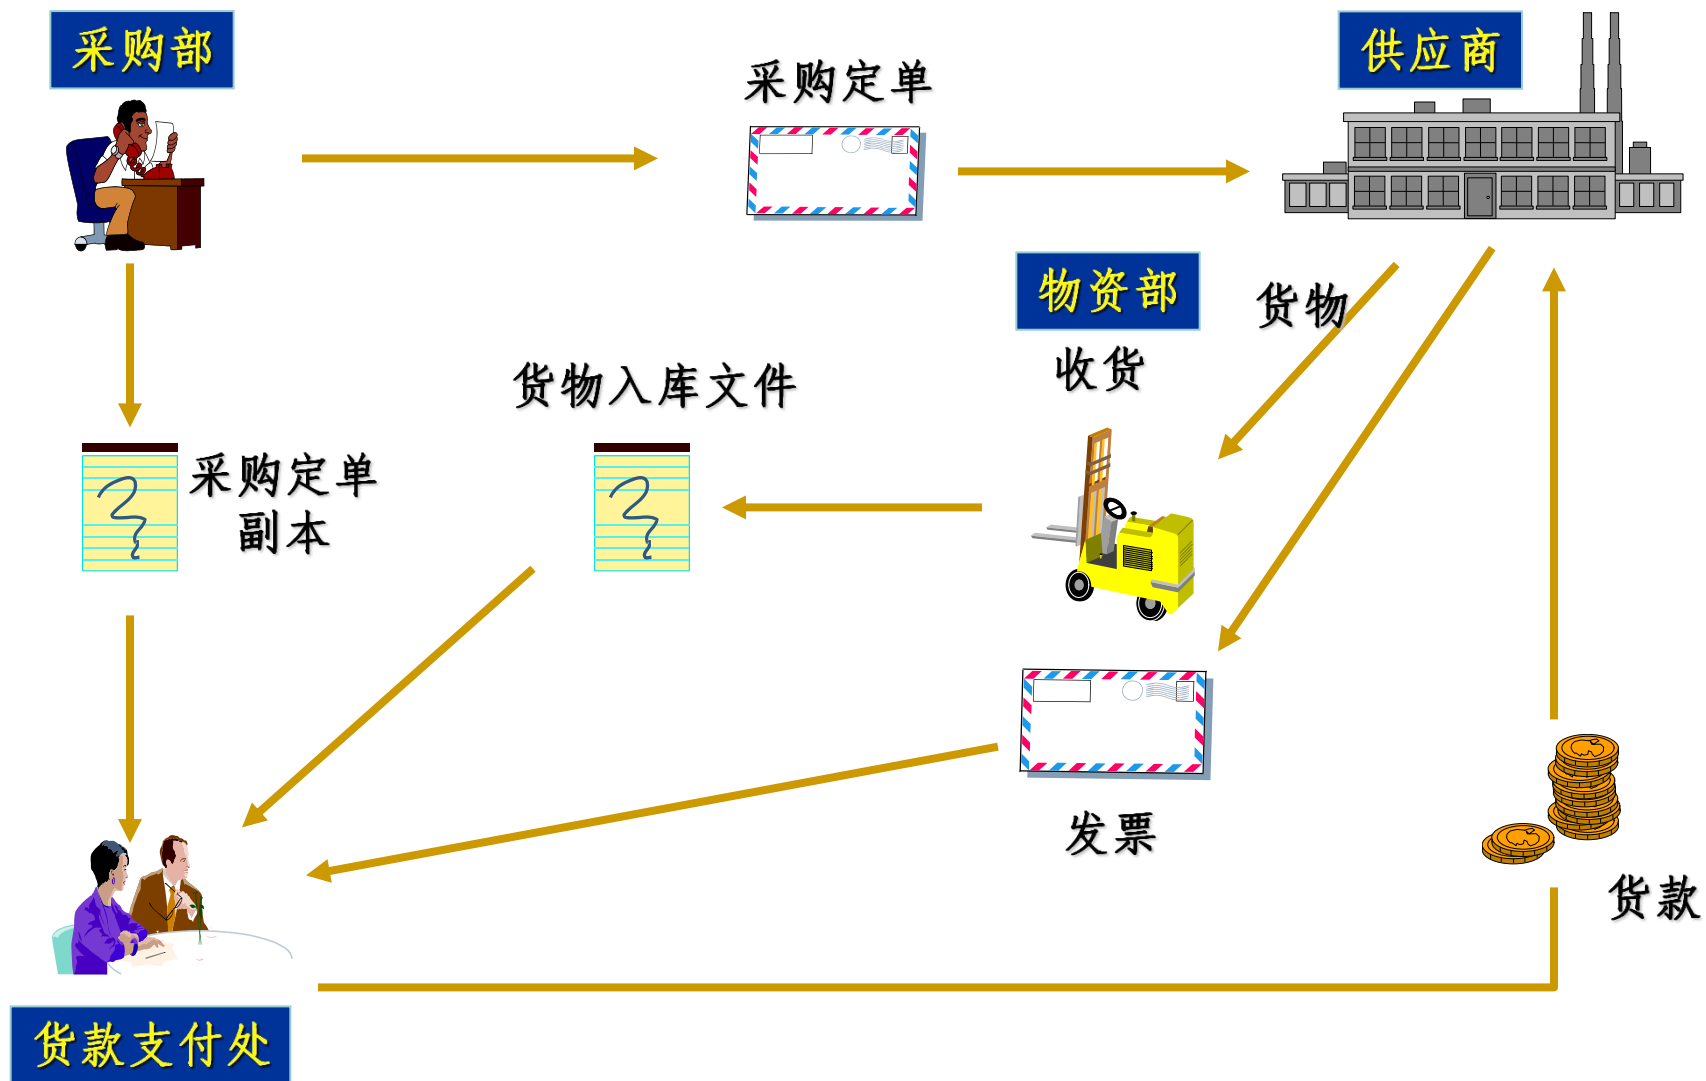 采购部
采购定单
供应商
物资部
货物
收货
货物入库文件
采购定单
副本
发票
货款
货款支付处